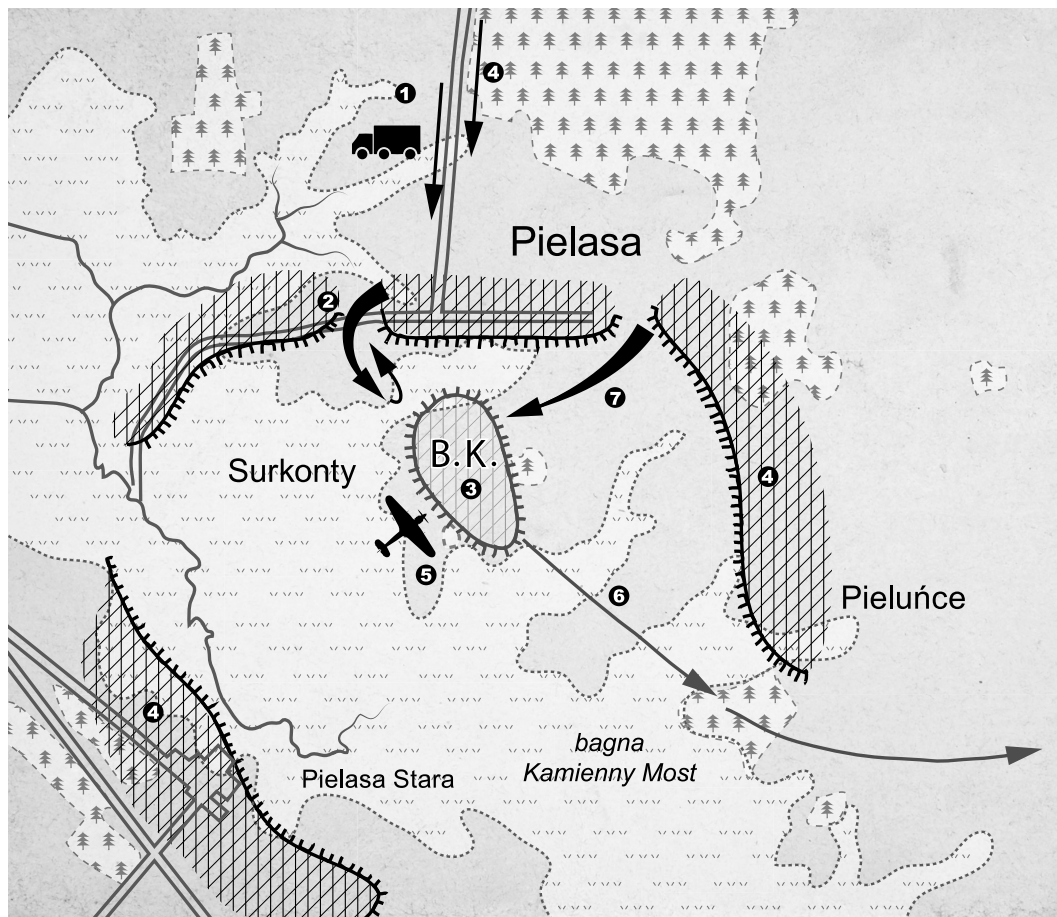 1
4
Pielasa
2
7
B.K.
Surkonty
3
4
5
6
Pieluńce
4
bagna
Kamienny Most
Pielasa Stara